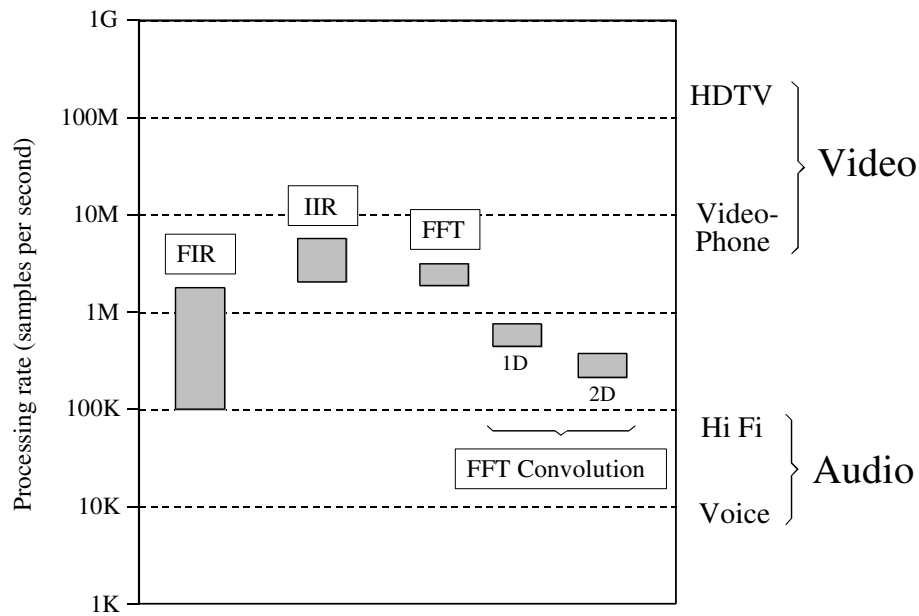 Processing rate (samples per second)
1G
100M
10M
1M
100K
10K
1K
FIR
IIR
FFT
1D
2D
FFT Convolution
HDTV
Video-
Phone
Video
Hi Fi
Voice
Audio